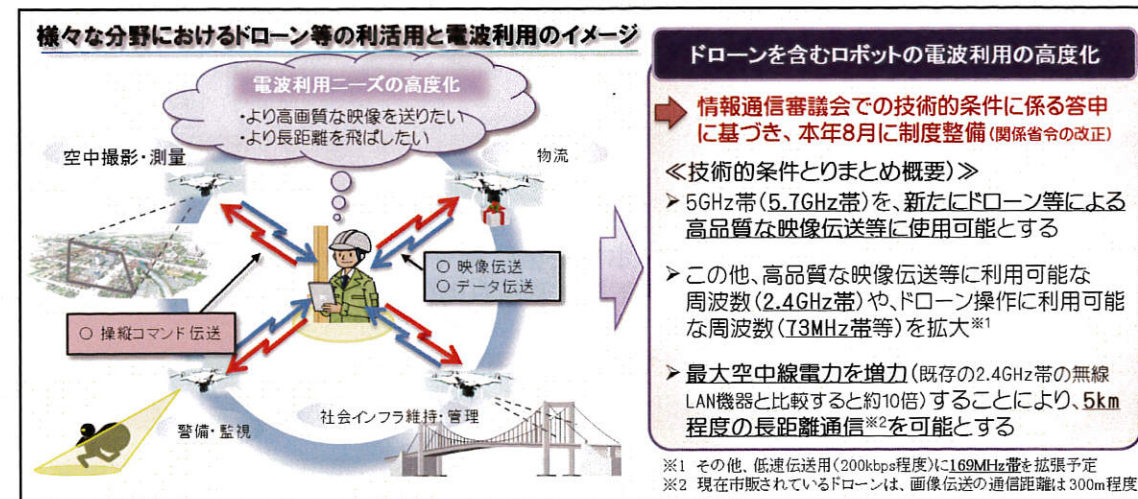 様々な分野におけるドローン等の利活用と電波利用のイメージ
電波利用ニーズの高度化
・より高画質な映像を送りたい
・より長距離を飛ばしたい
空中撮影・測量
物流
○ 映像伝送
○ データ伝送
○ 操縦コマンド伝送
警備・監視
社会インフラ維持・管理
ドローンを含むロボットの電波利用の高度化
情報通信審議会での技術的条件に係る答申
に基づき、本年8月に制度整備(関係省令の改正)
≪技術的条件とりまとめ概要)≫
➢ 5GHz帯(5.7GHz帯)を、新たにドローン等による
高品質な映像伝送等に使用可能とする
➢ この他、高品質な映像伝送等に利用可能な
周波数(2.4GHz帯)や、ドローン操作に利用可能
な周波数(73MHz帯等)を拡大※1
➢ 最大空中線電力を増力(既存の2.4GHz帯の無線
LAN機器と比較すると約10倍)することにより、5km
程度の長距離通信※2を可能とする
※1 その他、低速伝送用(200kbps程度)に169MHz帯を拡張予定
※2 現在市販されているドローンは、画像伝送の通信距離は300m程度